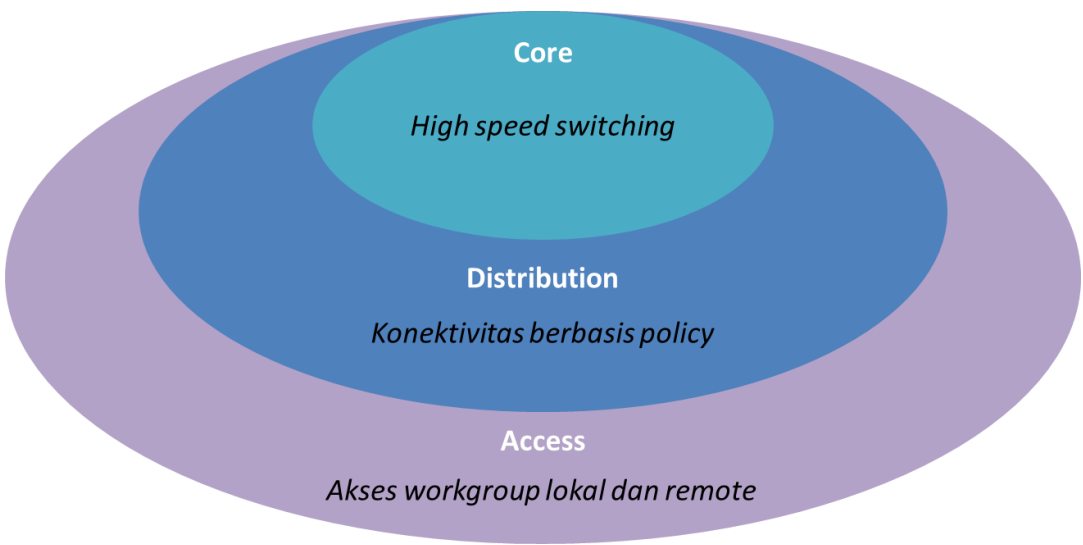 Core
High speed switching
Distribution
Konektivitas berbasis policy
Access
Akses workgroup lokal dan remote